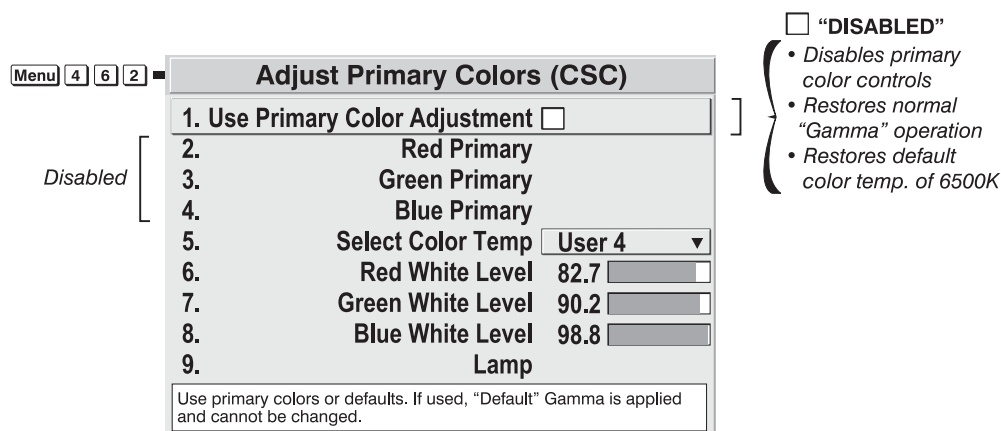 Menu 4 6 2
Adjust Primary Colors (CSC)
1. Use Primary Color Adjustment
2. Red Primary
3. Green Primary
4. Blue Primary
5. Select Color Temp User 4
6. Red White Level 82.7
7. Green White Level 90.2
8. Blue White Level 98.8
9. Lamp
Use primary colors or defaults. If used, “Default” Gamma is applied
and cannot be changed.
Disabled
“DISABLED”
• Disables primary
color controls
• Restores normal
“Gamma” operation
• Restores default
color temp. of 6500K